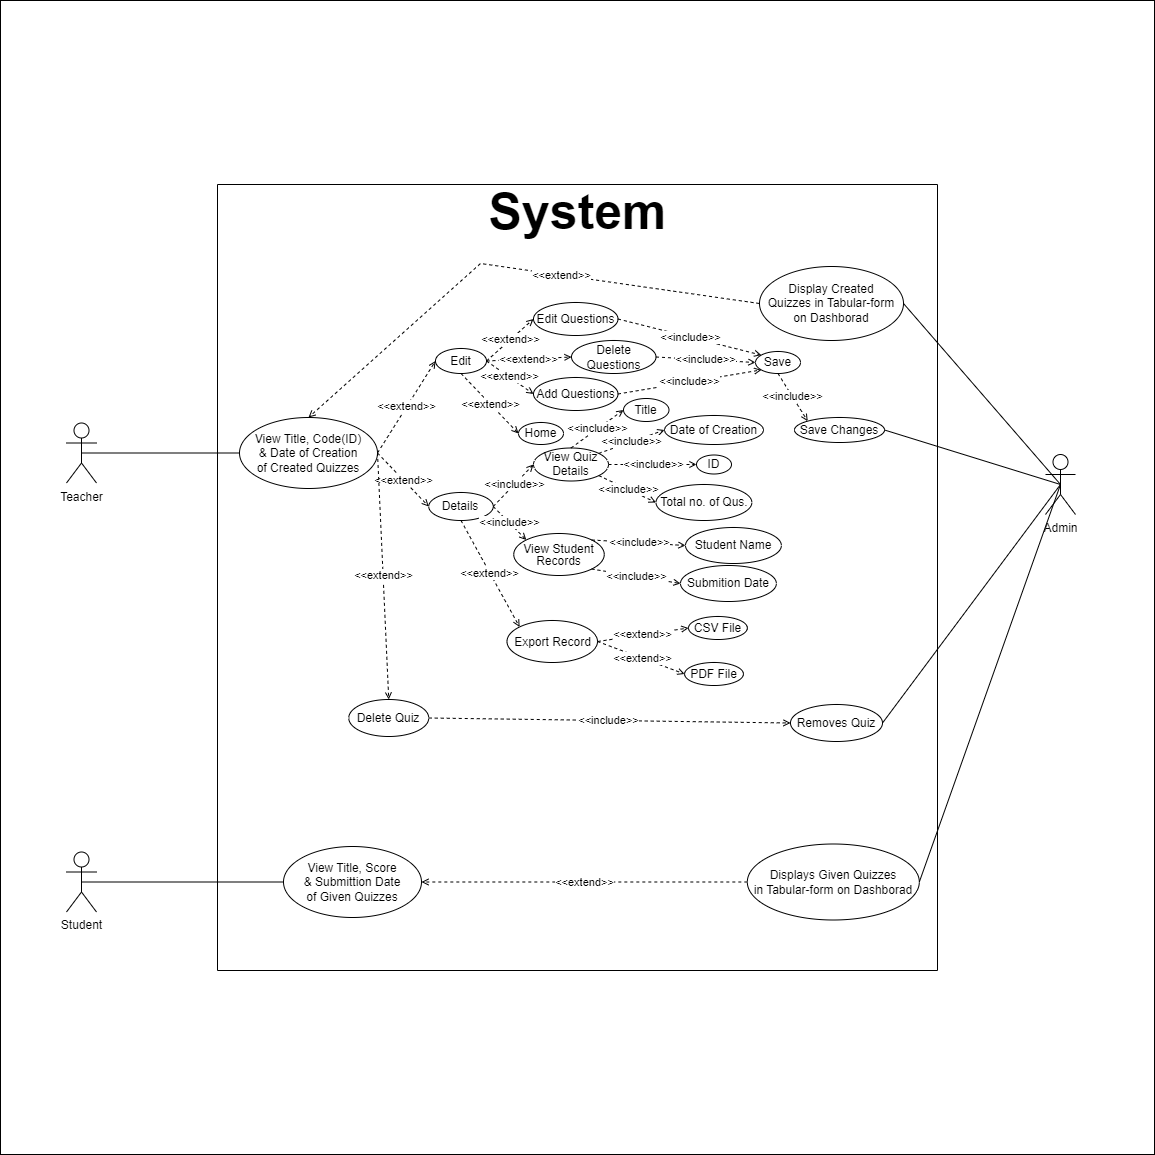 System
<<extend>>
Display Created
Quizzes in Tabular-form
on Dashborad
Edit Questions
<<extend>>
<<include>>
Edit
<<extend>>
Delete
Questions
<<include>>
Save
<<extend>>
Add Questions
<<include>>
<<include>>
<<extend>>
<<extend>>
Title
Home
<<include>>
Date of Creation
Save Changes
View Title, Code(ID)
& Date of Creation
of Created Quizzes
<<include>>
View Quiz
Details
<<include>>
ID
Teacher
<<extend>>
<<include>>
<<include>>
Details
Total no. of Qus.
<<include>>
Admin
View Student
Records
<<include>>
Student Name
<<extend>>
<<extend>>
<<include>>
Submition Date
Export Record
<<extend>>
CSV File
<<extend>>
PDF File
Delete Quiz
<<include>>
Removes Quiz
View Title, Score
& Submittion Date
of Given Quizzes
<<extend>>
Displays Given Quizzes
in Tabular-form on Dashborad
Student